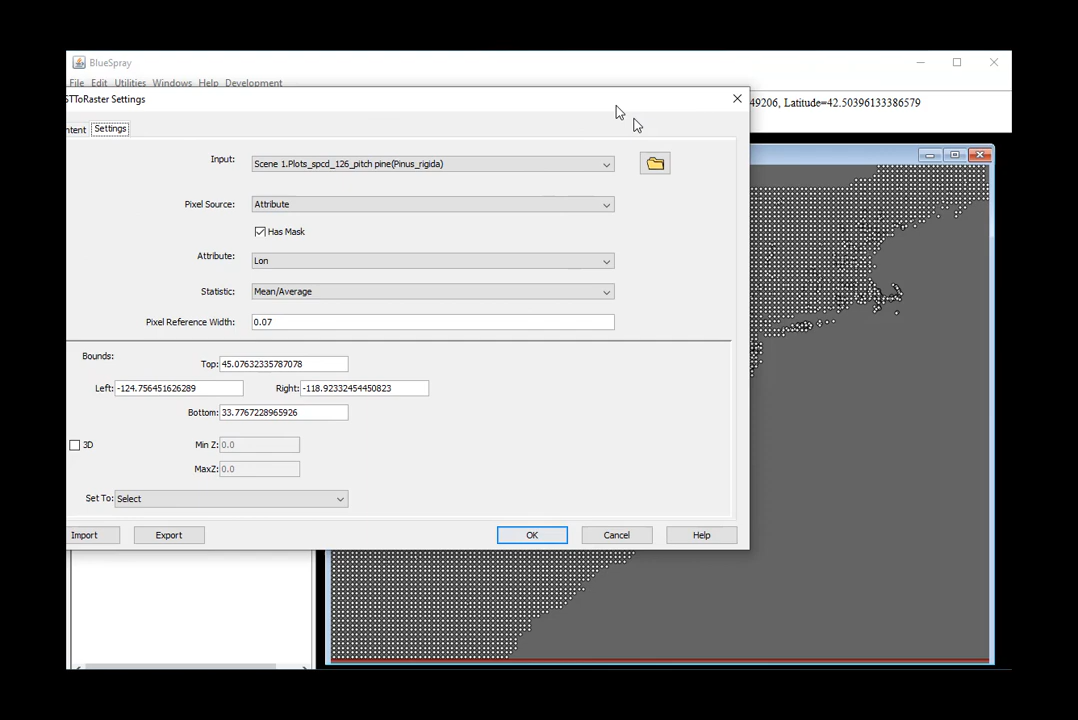 BlueSpray
File Edit Utilities Windows Help Development
STToRaster Settings
49206, Latitude=42.50396133386579
ntent Settings
Input: Scene 1.Plots_spcd_126_pitch pine(Pinus_rigida)
Pixel Source: Attribute
Has Mask
Attribute: Lon
Statistic: Mean/Average
Pixel Reference Width: 0.07
Bounds:
Top: 45.07632335787078
Left: -124.756451626289 Right: -118.92332454450823
Bottom: 33.7767228965926
3D Min Z: 0.0
MaxZ: 0.0
Set To: Select
Import Export OK Cancel Help